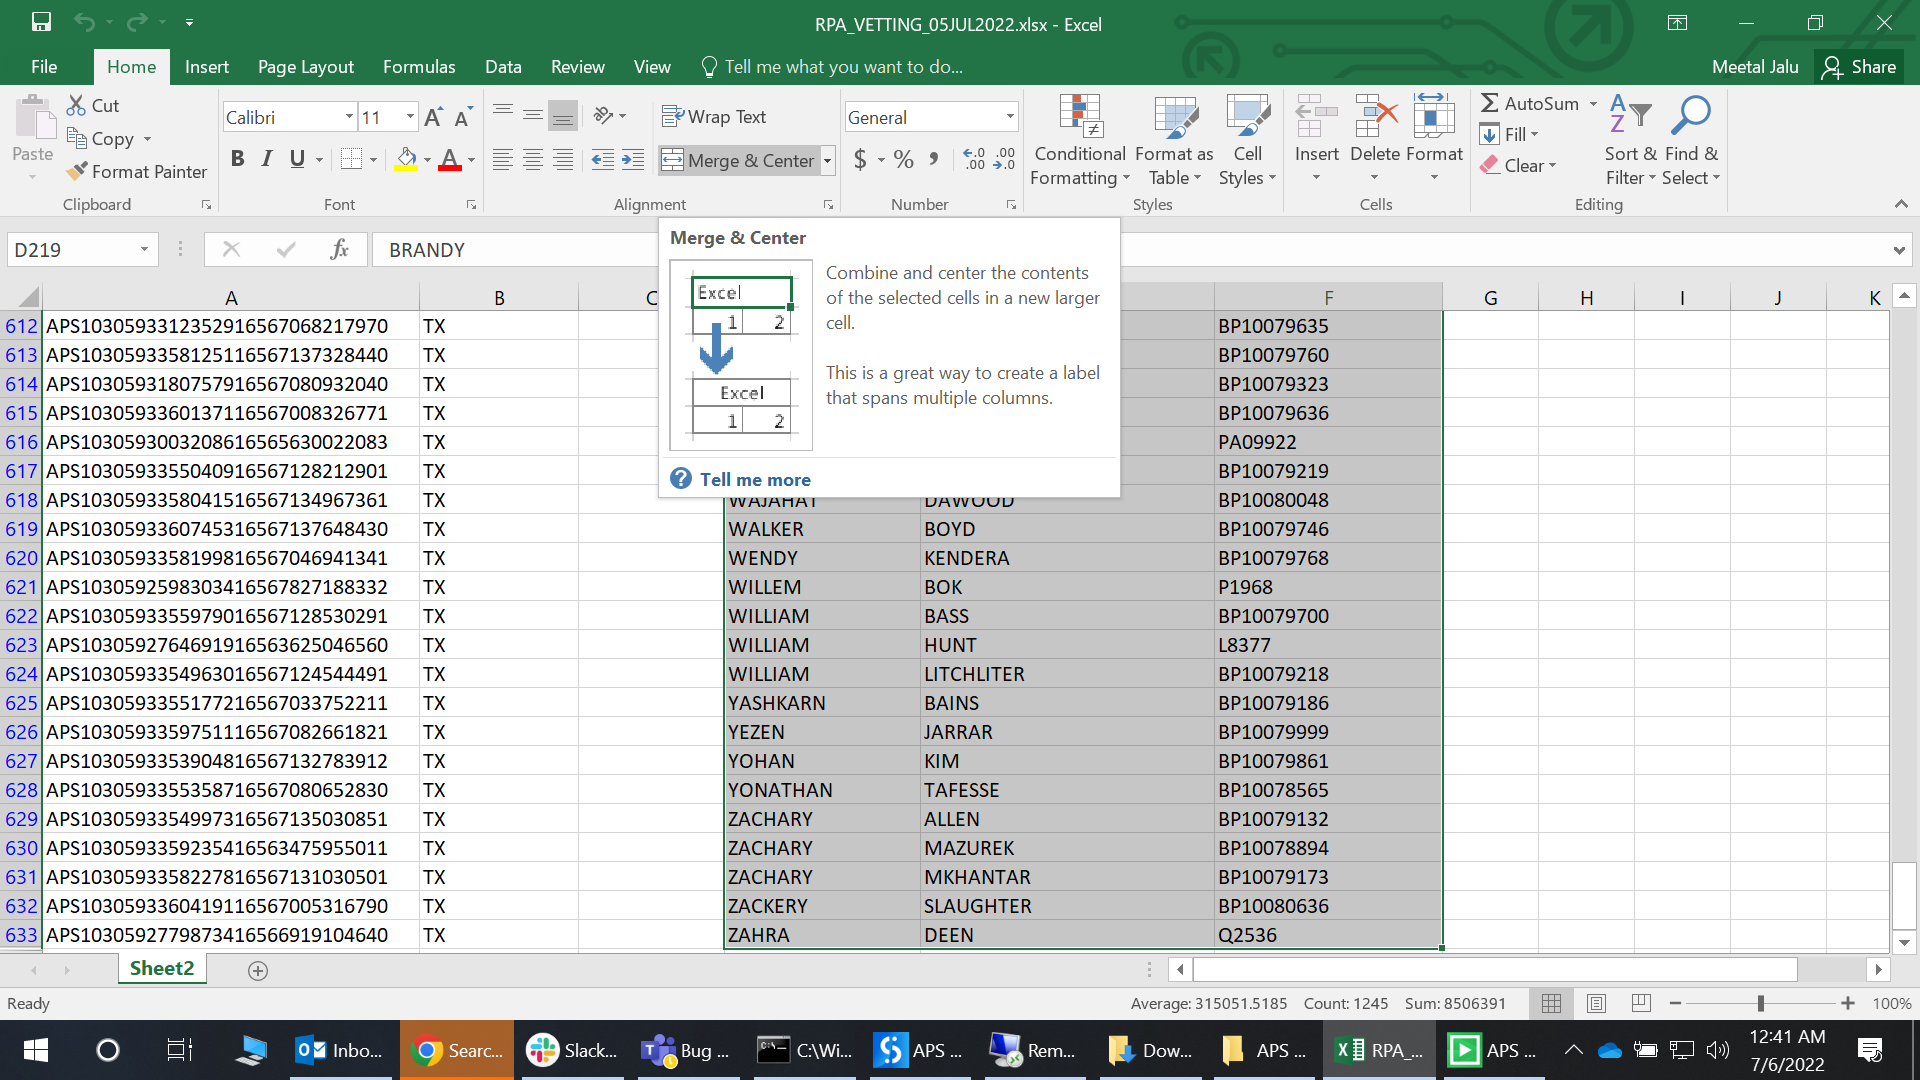 RPA_VETTING_05JUL2022.xlsx - Excel
File Home Insert Page Layout Formulas Data Review View Tell me what you want to do... Meetal Jalu Share
Paste Cut Copy Format Painter Clipboard
Calibri 11 A A B I U A Font
Wrap Text Merge & Center Alignment
General $ % , .0 .00 .00 .0 Number
Conditional Formatting Format as Table Cell Styles Styles
Insert Delete Format Cells
AutoSum Fill Clear Sort & Filter Find & Select Editing
D219 fx BRANDY
Merge & Center
Excel
1 2
Excel
1 2
Combine and center the contents
of the selected cells in a new larger
cell.
This is a great way to create a label
that spans multiple columns.
? Tell me more
A B C F G H I J K
612 APS1030593312352916567068217970 TX BP10079635
613 APS1030593358125116567137328440 TX BP10079760
614 APS1030593180757916567080932040 TX BP10079323
615 APS1030593360137116567008326771 TX BP10079636
616 APS1030593003208616565630022083 TX PA09922
617 APS1030593355040916567128212901 TX BP10079219
618 APS1030593358041516567134967361 TX WAJAHAT DAWOOD BP10080048
619 APS1030593360745316567137648430 TX WALKER BOYD BP10079746
620 APS1030593358199816567046941341 TX WENDY KENDERA BP10079768
621 APS1030592598303416567827188332 TX WILLEM BOK P1968
622 APS1030593355979016567128530291 TX WILLIAM BASS BP10079700
623 APS1030592764691916563625046560 TX WILLIAM HUNT L8377
624 APS1030593354963016567124544491 TX WILLIAM LITCHLITER BP10079218
625 APS1030593355177216567033752211 TX YASHKARN BAINS BP10079186
626 APS1030593359751116567082661821 TX YEZEN JARRAR BP10079999
627 APS1030593353904816567132783912 TX YOHAN KIM BP10079861
628 APS1030593355358716567080652830 TX YONATHAN TAFESSE BP10078565
629 APS1030593354997316567135030851 TX ZACHARY ALLEN BP10079132
630 APS1030593359235416563475955011 TX ZACHARY MAZUREK BP10078894
631 APS1030593358227816567131030501 TX ZACHARY MKHANTAR BP10079173
632 APS1030593360419116567005316790 TX ZACKERY SLAUGHTER BP10080636
633 APS1030592779873416566919104640 TX ZAHRA DEEN Q2536
Sheet2
Ready Average: 315051.5185 Count: 1245 Sum: 8506391 100%
Inbo... Searc... Slack... Bug ... C:\Wi... APS ... Rem... Dow... APS ... RPA_... APS ... 12:41 AM
7/6/2022